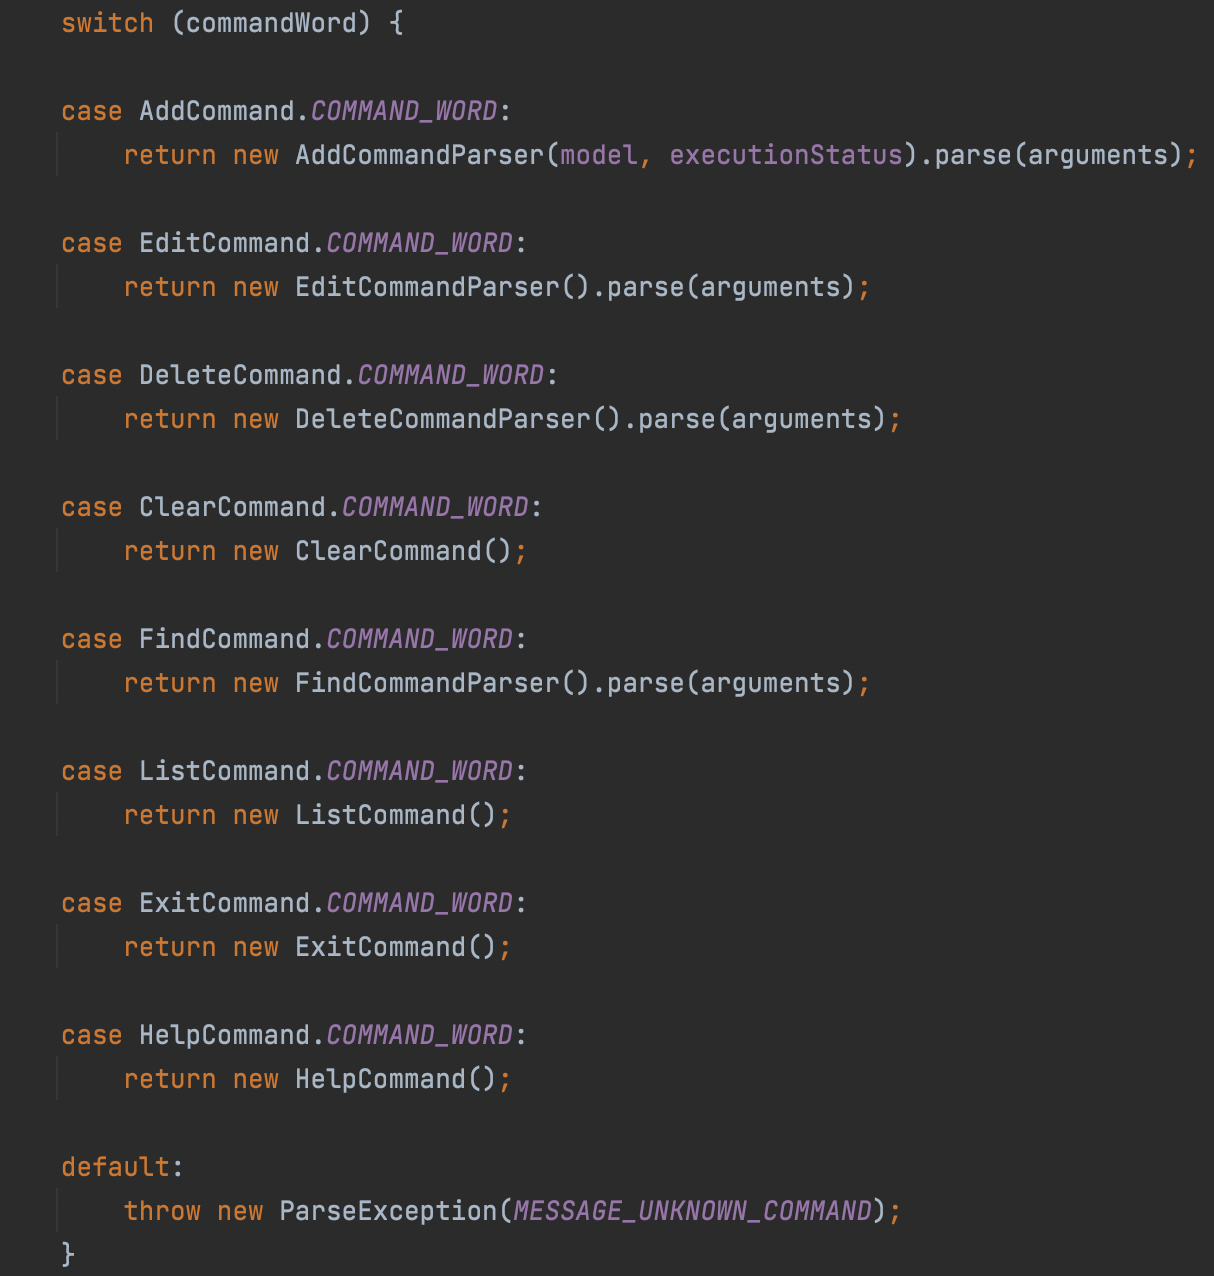 switch (commandWord) {
case AddCommand.COMMAND_WORD:
return new AddCommandParser(model, executionStatus).parse(arguments);
case EditCommand.COMMAND_WORD:
return new EditCommandParser().parse(arguments);
case DeleteCommand.COMMAND_WORD:
return new DeleteCommandParser().parse(arguments);
case ClearCommand.COMMAND_WORD:
return new ClearCommand();
case FindCommand.COMMAND_WORD:
return new FindCommandParser().parse(arguments);
case ListCommand.COMMAND_WORD:
return new ListCommand();
case ExitCommand.COMMAND_WORD:
return new ExitCommand();
case HelpCommand.COMMAND_WORD:
return new HelpCommand();
default:
throw new ParseException(MESSAGE_UNKNOWN_COMMAND);
}